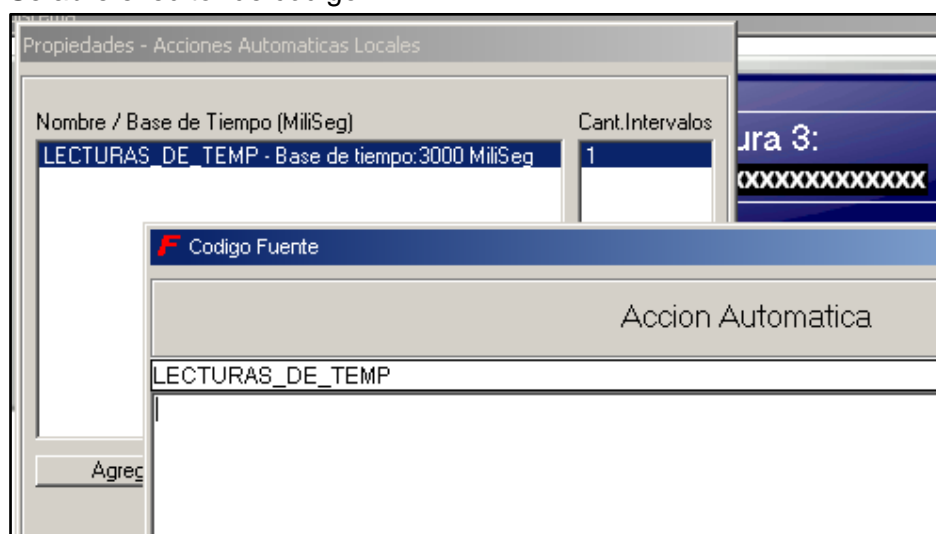 Propiedades - Acciones Automaticas Locales
Nombre / Base de Tiempo (MiliSeg) Cant.Intervalos
LECTURAS_DE_TEMP - Base de tiempo:3000 MiliSeg 1
ura 3:
xxxxxxxxxxxxxx
Codigo Fuente
Accion Automatica
LECTURAS_DE_TEMP
Agreg